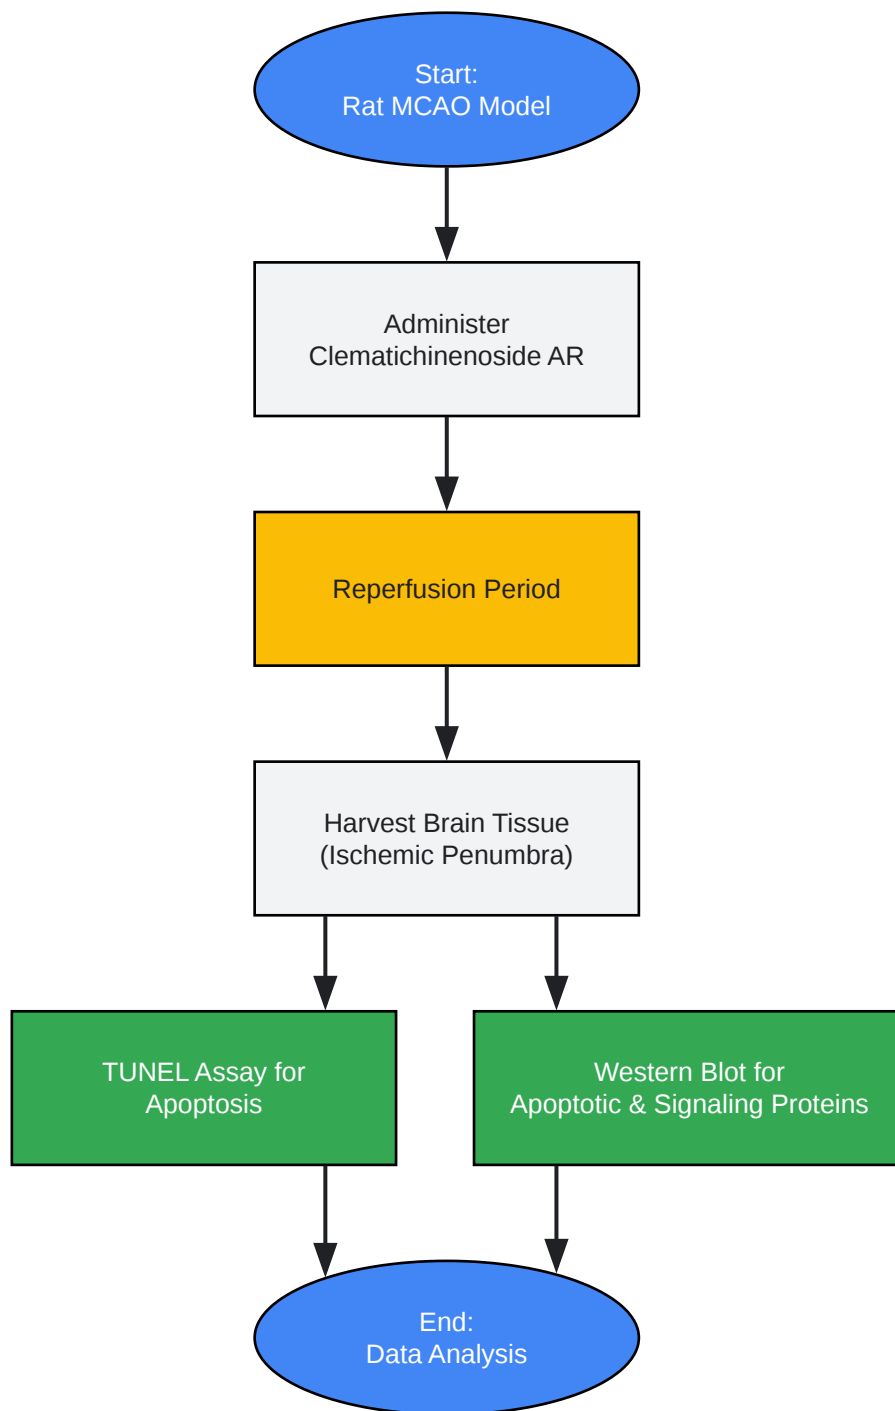 Start:
Rat MCAO Model
Administer
Clematichinenoside AR
Reperfusion Period
Harvest Brain Tissue
(Ischemic Penumbra)
TUNEL Assay for
Apoptosis
Western Blot for
Apoptotic & Signaling Proteins
End:
Data Analysis